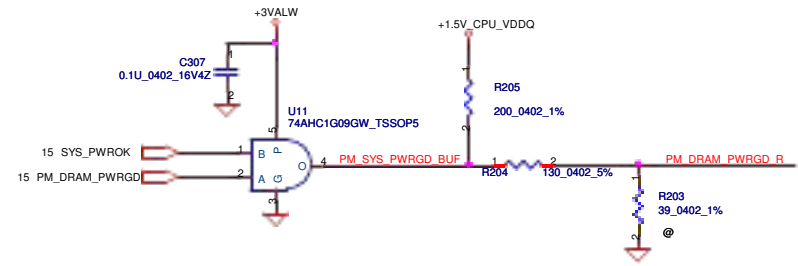 +3VALW
+1.5V_CPU_VDDQ
1
C307
0.1U_0402_16V4Z
2
1
R205
200_0402_1%
2
U11
74AHC1G09GW_TSSOP5
5
P
15 SYS_PWROK
1
B
O
4
PM_SYS_PWRGD_BUF
1
2
PM_DRAM_PWRGD_R
15 PM_DRAM_PWRGD
2
A
G
3
R204
130_0402_5%
1
R203
39_0402_1%
2
@